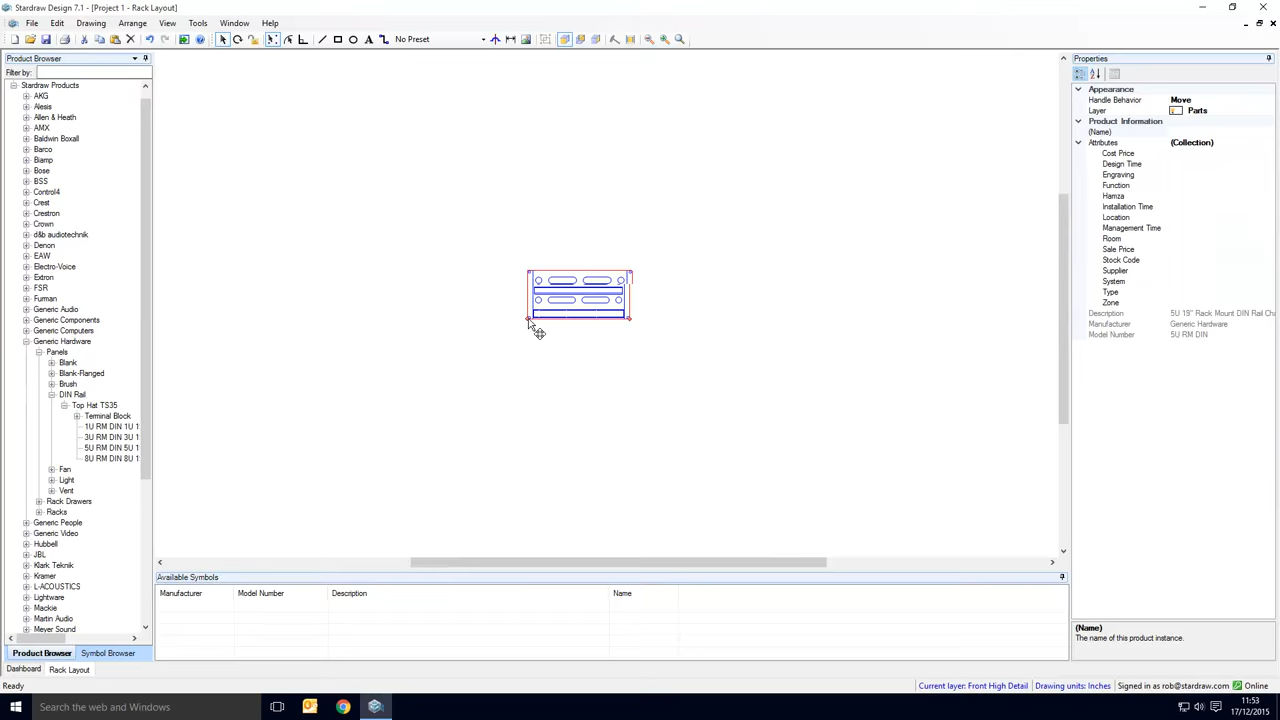 Stardraw Design 7.1 - [Project 1 - Rack Layout]
File Edit Drawing Arrange View Tools Window Help
No Preset
Product Browser
Filter by:
Stardraw Products
AKG
Alesis
Allen & Heath
AMX
Baldwin Boxall
Barco
Biamp
Bose
BSS
Control4
Crest
Crestron
Crown
d&b audiotechnik
Denon
EAW
Electro-Voice
Extron
FSR
Furman
Generic Audio
Generic Components
Generic Computers
Generic Hardware
Panels
Blank
Blank-Flanged
Brush
DIN Rail
Top Hat TS35
Terminal Block
1U RM DIN 1U 1
3U RM DIN 3U 1
5U RM DIN 5U 1
8U RM DIN 8U 1
Fan
Light
Vent
Rack Drawers
Racks
Generic People
Generic Video
Hubbell
JBL
Klark Teknik
Kramer
L-ACOUSTICS
Lightware
Mackie
Martin Audio
Meyer Sound
Product Browser Symbol Browser
Dashboard Rack Layout
Available Symbols
Manufacturer Model Number Description Name
Properties
Appearance
Handle Behavior Move
Layer Parts
Product Information
(Name)
Attributes (Collection)
Cost Price
Design Time
Engraving
Function
Hamza
Installation Time
Location
Management Time
Room
Sale Price
Stock Code
Supplier
System
Type
Zone
Description 5U 19" Rack Mount DIN Rail Cha
Manufacturer Generic Hardware
Model Number 5U RM DIN
(Name)
The name of this product instance.
Ready Current layer: Front High Detail Drawing units: Inches Signed in as rob@stardraw.com Online
Search the web and Windows
11:53
17/12/2015